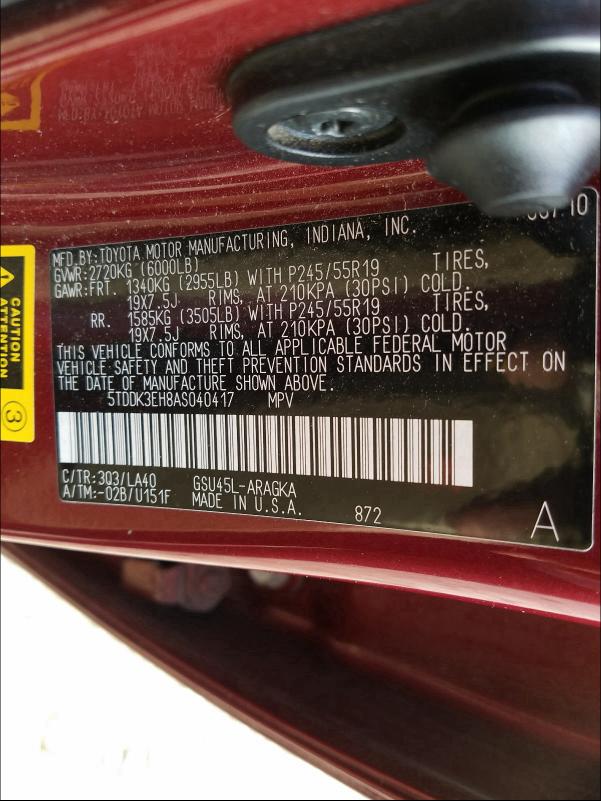 MFD.BY:TOYOTA MOTOR MANUFACTURING, INDIANA, INC.
GVWR:2720KG (6000LB)
GAWR:FRT. 1340KG (2955LB) WITH P245/55R19 TIRES,
19X7.5J RIMS, AT 210KPA (30PSI) COLD.
RR. 1585KG (3505LB) WITH P245/55R19 TIRES,
19X7.5J RIMS, AT 210KPA (30PSI) COLD.
THIS VEHICLE CONFORMS TO ALL APPLICABLE FEDERAL MOTOR
VEHICLE SAFETY AND THEFT PREVENTION STANDARDS IN EFFECT ON
THE DATE OF MANUFACTURE SHOWN ABOVE.
5TDDK3EH8AS040417 MPV
C/TR:3Q3/LA40 GSU45L-ARAGKA
A/TM:-02B/U151F MADE IN U.S.A. 872
A
CAUTION
ATTENTION
3